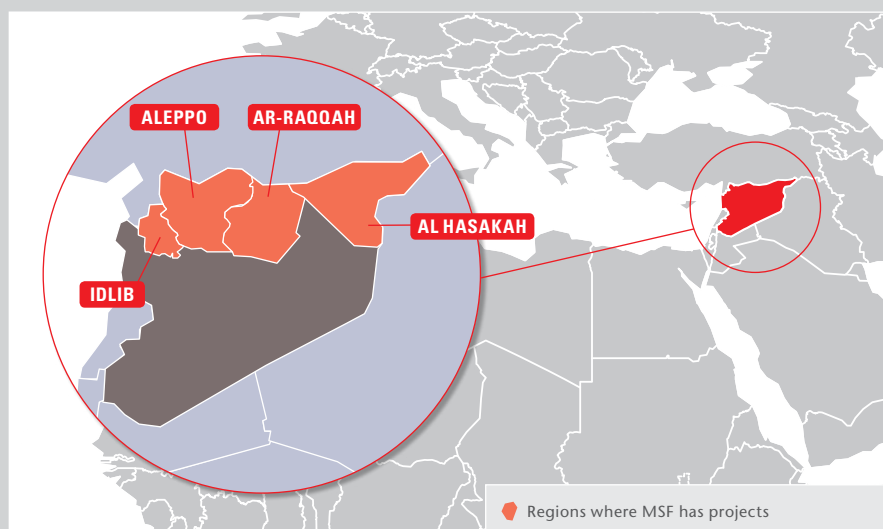 ALEPPO
AR-RAQQAH
AL HASAKAH
IDLIB
Regions where MSF has projects